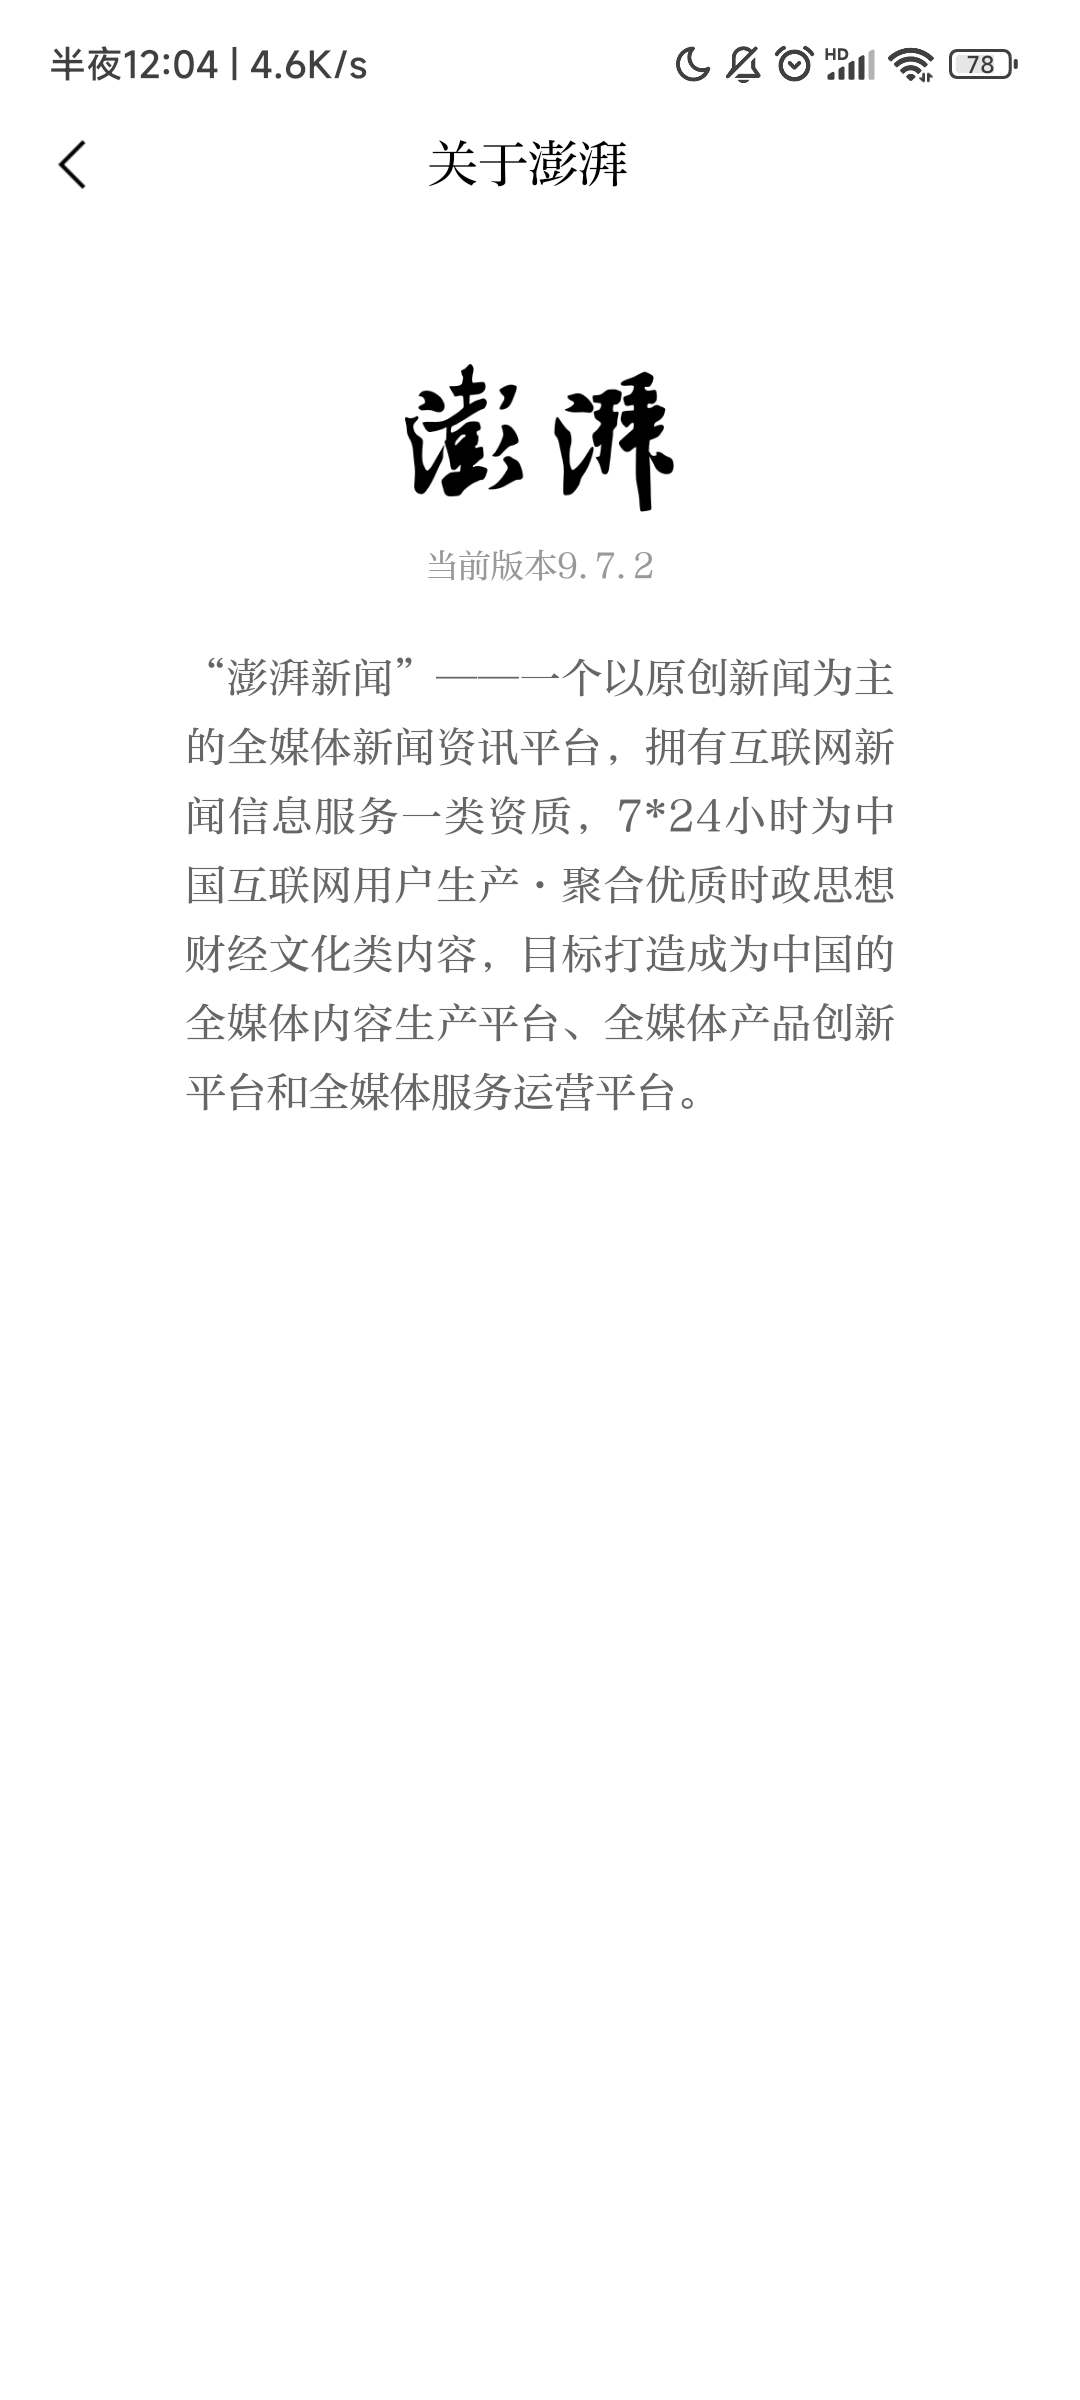 半夜12:04 | 4.6K/s
HD
78
关于澎湃
澎湃
当前版本9.7.2
“澎湃新闻”———个以原创新闻为主
的全媒体新闻资讯平台，拥有互联网新
闻信息服务一类资质，7*24小时为中
国互联网用户生产·聚合优质时政思想
财经文化类内容，目标打造成为中国的
全媒体内容生产平台、全媒体产品创新
平台和全媒体服务运营平台。